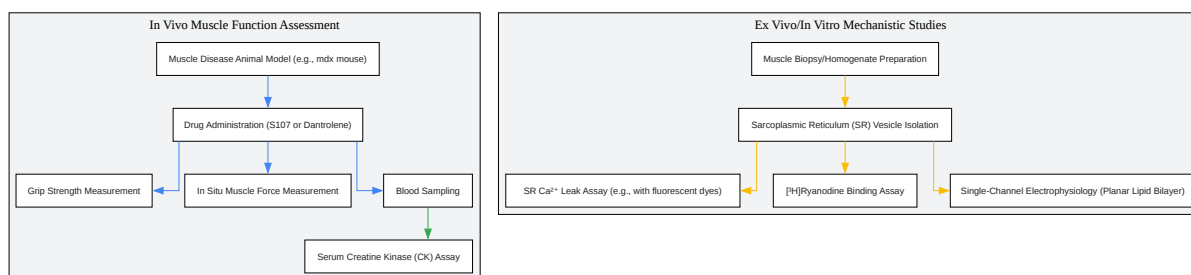 In Vivo Muscle Function Assessment
Muscle Disease Animal Model (e.g., mdx mouse)
Drug Administration (S107 or Dantrolene)
Grip Strength Measurement
In Situ Muscle Force Measurement
Blood Sampling
Serum Creatine Kinase (CK) Assay
Ex Vivo/In Vitro Mechanistic Studies
Muscle Biopsy/Homogenate Preparation
Sarcoplasmic Reticulum (SR) Vesicle Isolation
SR Ca²⁺ Leak Assay (e.g., with fluorescent dyes)
[³H]Ryanodine Binding Assay
Single-Channel Electrophysiology (Planar Lipid Bilayer)